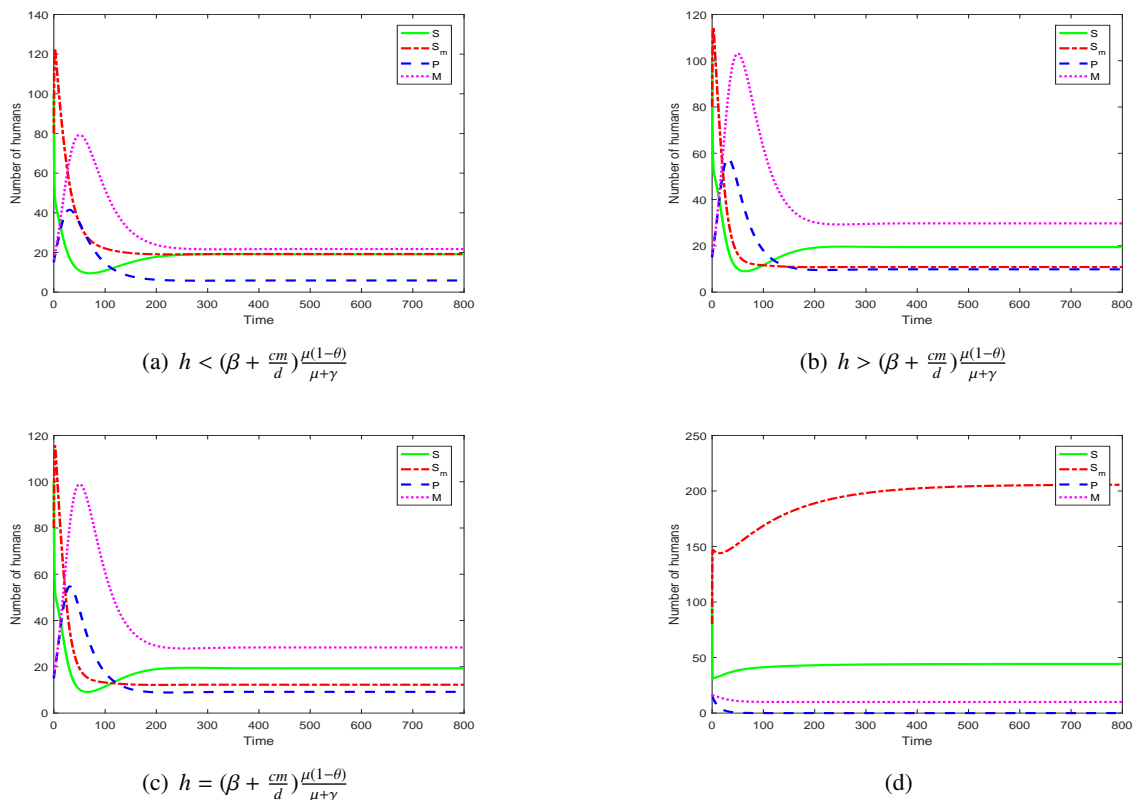 140
120
100
80
60
40
20
0
Number of humans
0 100 200 300 400 500 600 700 800
Time
S
Sₘ
P
M
(a) h < (β + cm/d) μ(1−θ)/μ+γ
120
100
80
60
40
20
0
Number of humans
0 100 200 300 400 500 600 700 800
Time
S
Sₘ
P
M
(b) h > (β + cm/d) μ(1−θ)/μ+γ
120
100
80
60
40
20
0
Number of humans
0 100 200 300 400 500 600 700 800
Time
S
Sₘ
P
M
(c) h = (β + cm/d) μ(1−θ)/μ+γ
250
200
150
100
50
0
Number of humans
0 100 200 300 400 500 600 700 800
Time
S
Sₘ
P
M
(d)